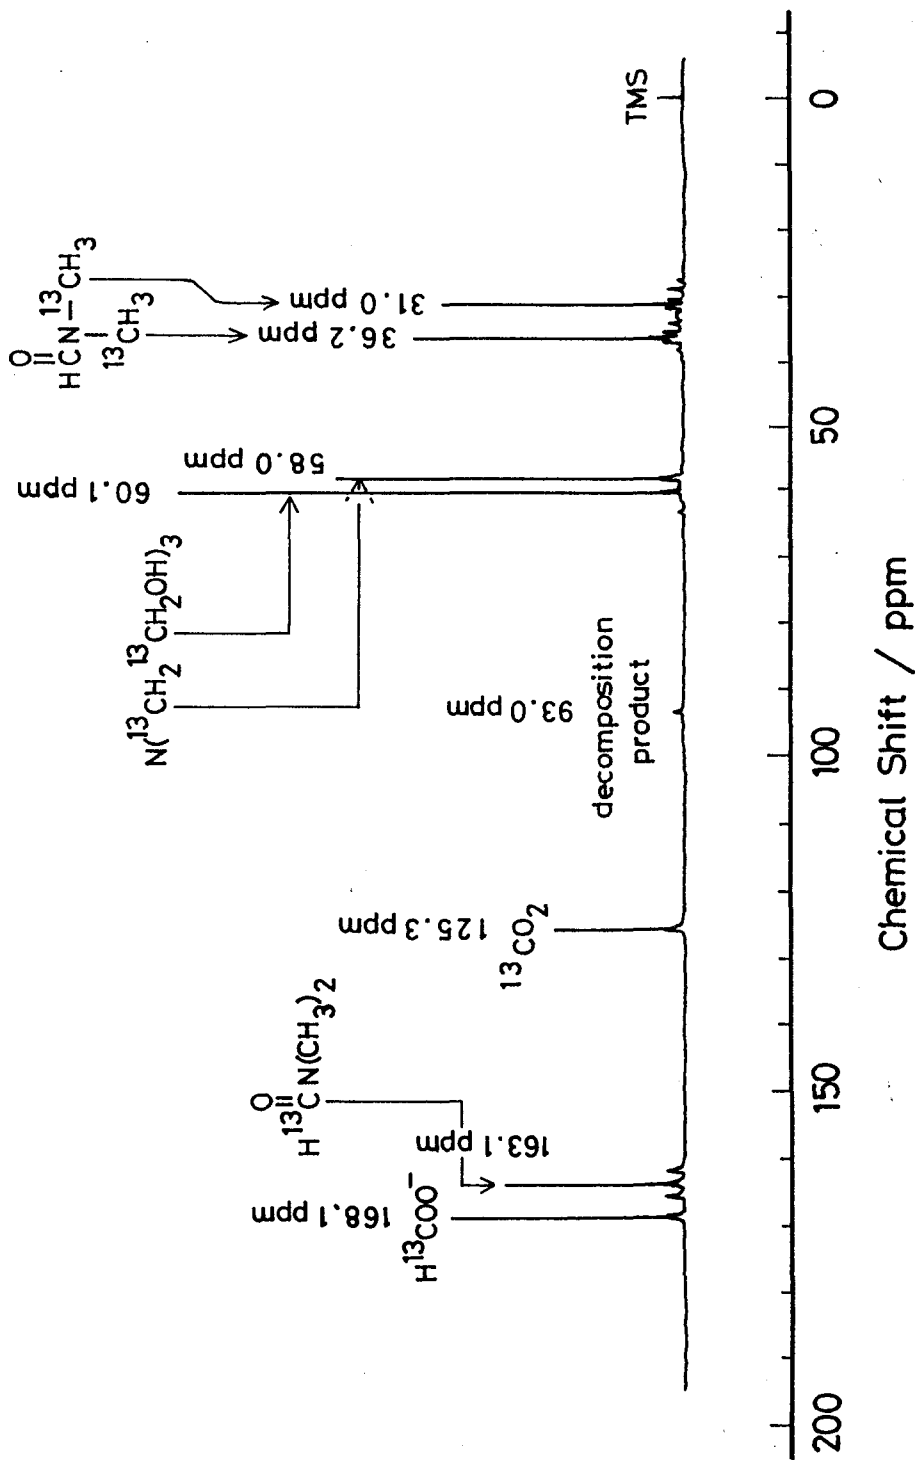 O
||
HCN—¹³CH₃
|
¹³CH₃
31.0 ppm
36.2 ppm
60.1 ppm
58.0 ppm
N(¹³CH₂ ¹³CH₂OH)₃
93.0 ppm
decomposition
product
125.3 ppm
¹³CO₂
O
||
H¹³CN(CH₃)₂
163.1 ppm
168.1 ppm
H¹³COO⁻
TMS
0
50
100
150
200
Chemical Shift / ppm